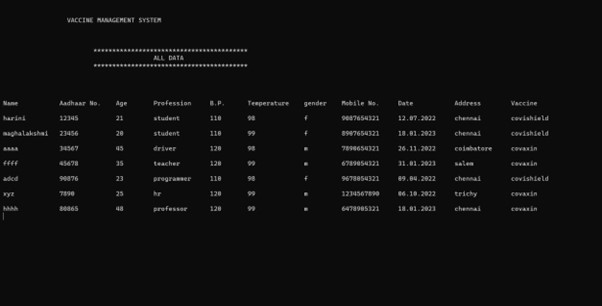 VACCINE MANAGEMENT SYSTEM
*****************************************
ALL DATA
*****************************************
Name Aadhaar No. Age Profession B.P. Temperature gender Mobile No. Date Address Vaccine
harini 12345 21 student 110 98 f 9087654321 12.07.2022 chennai covishield
maghalakshmi 23456 20 student 110 99 f 8907654321 18.01.2023 chennai covishield
aaaa 34567 45 driver 120 98 m 7890654321 26.11.2022 coimbatore covaxin
ffff 45678 35 teacher 120 99 m 6789054321 31.01.2023 salem covaxin
adcd 90876 23 programmer 110 98 f 9678054321 09.04.2022 chennai covishield
xyz 7890 25 hr 120 99 m 1234567890 06.10.2022 trichy covaxin
hhhh 80865 48 professor 120 99 m 6478905321 18.01.2023 chennai covaxin